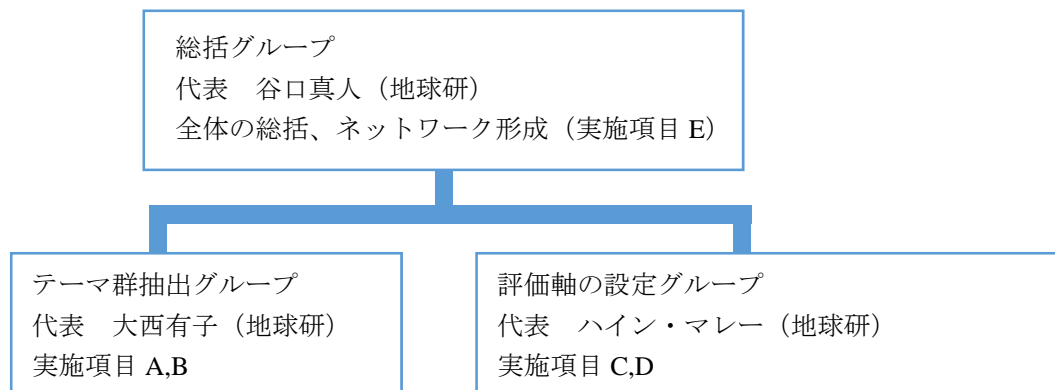 総括グループ
代表　谷口真人（地球研）
全体の総括、ネットワーク形成（実施項目 E）
テーマ群抽出グループ
代表　大西有子（地球研）
実施項目 A,B
評価軸の設定グループ
代表　ハイン・マレー（地球研）
実施項目 C,D